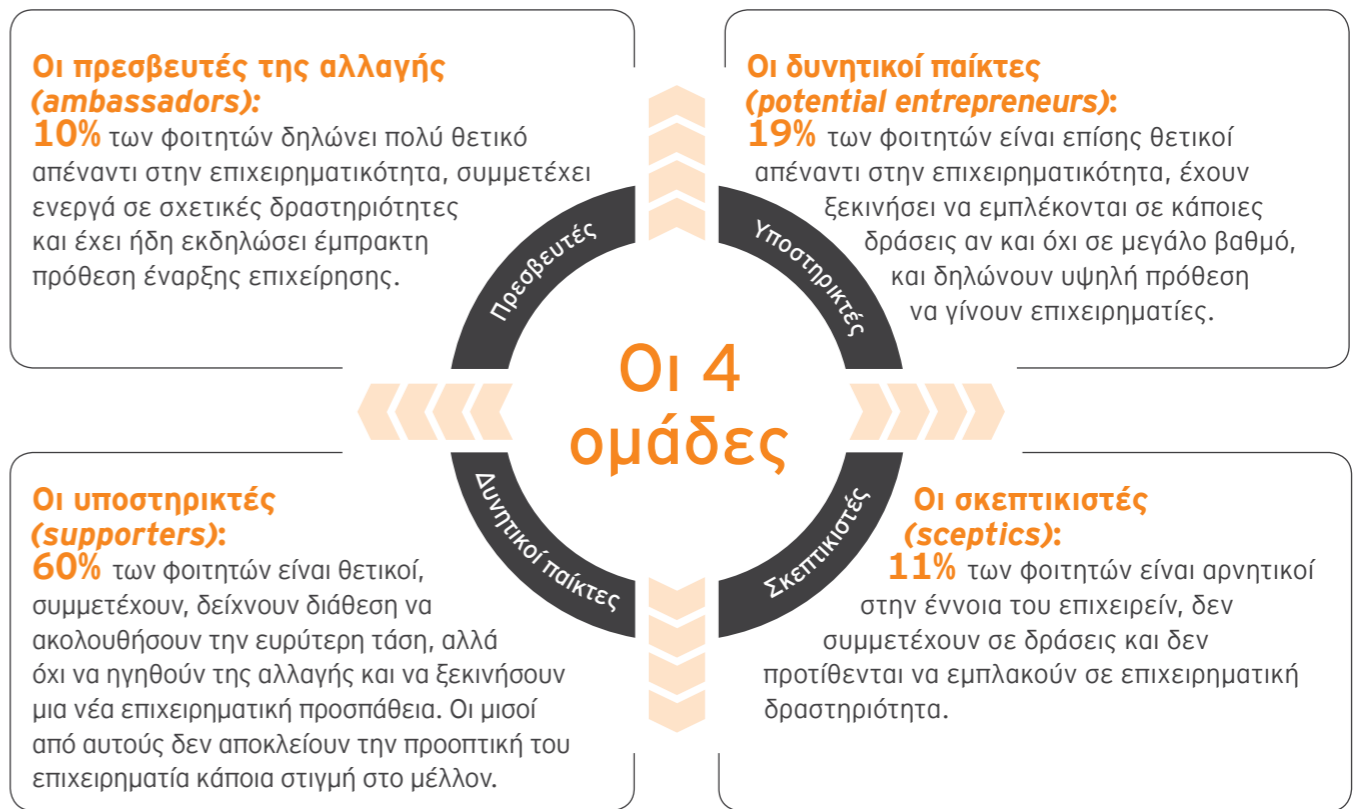 Οι πρεσβευτές της αλλαγής
(ambassadors):
10% των φοιτητών δηλώνει πολύ θετικό
απέναντι στην επιχειρηματικότητα, συμμετέχει
ενεργά σε σχετικές δραστηριότητες
και έχει ήδη εκδηλώσει έμπρακτη
πρόθεση έναρξης επιχείρησης.
Οι δυνητικοί παίκτες
(potential entrepreneurs):
19% των φοιτητών είναι επίσης θετικοί
απέναντι στην επιχειρηματικότητα, έχουν
ξεκινήσει να εμπλέκονται σε κάποιες
δράσεις αν και όχι σε μεγάλο βαθμό,
και δηλώνουν υψηλή πρόθεση
να γίνουν επιχειρηματίες.
Πρεσβευτές
Υποστηρικτές
Οι 4
ομάδες
Δυνητικοί παίκτες
Σκεπτικιστές
Οι υποστηρικτές
(supporters):
60% των φοιτητών είναι θετικοί,
συμμετέχουν, δείχνουν διάθεση να
ακολουθήσουν την ευρύτερη τάση, αλλά
όχι να ηγηθούν της αλλαγής και να ξεκινήσουν
μια νέα επιχειρηματική προσπάθεια. Οι μισοί
από αυτούς δεν αποκλείουν την προοπτική του
επιχειρηματία κάποια στιγμή στο μέλλον.
Οι σκεπτικιστές
(sceptics):
11% των φοιτητών είναι αρνητικοί
στην έννοια του επιχειρείν, δεν
συμμετέχουν σε δράσεις και δεν
προτίθενται να εμπλακούν σε επιχειρηματική
δραστηριότητα.